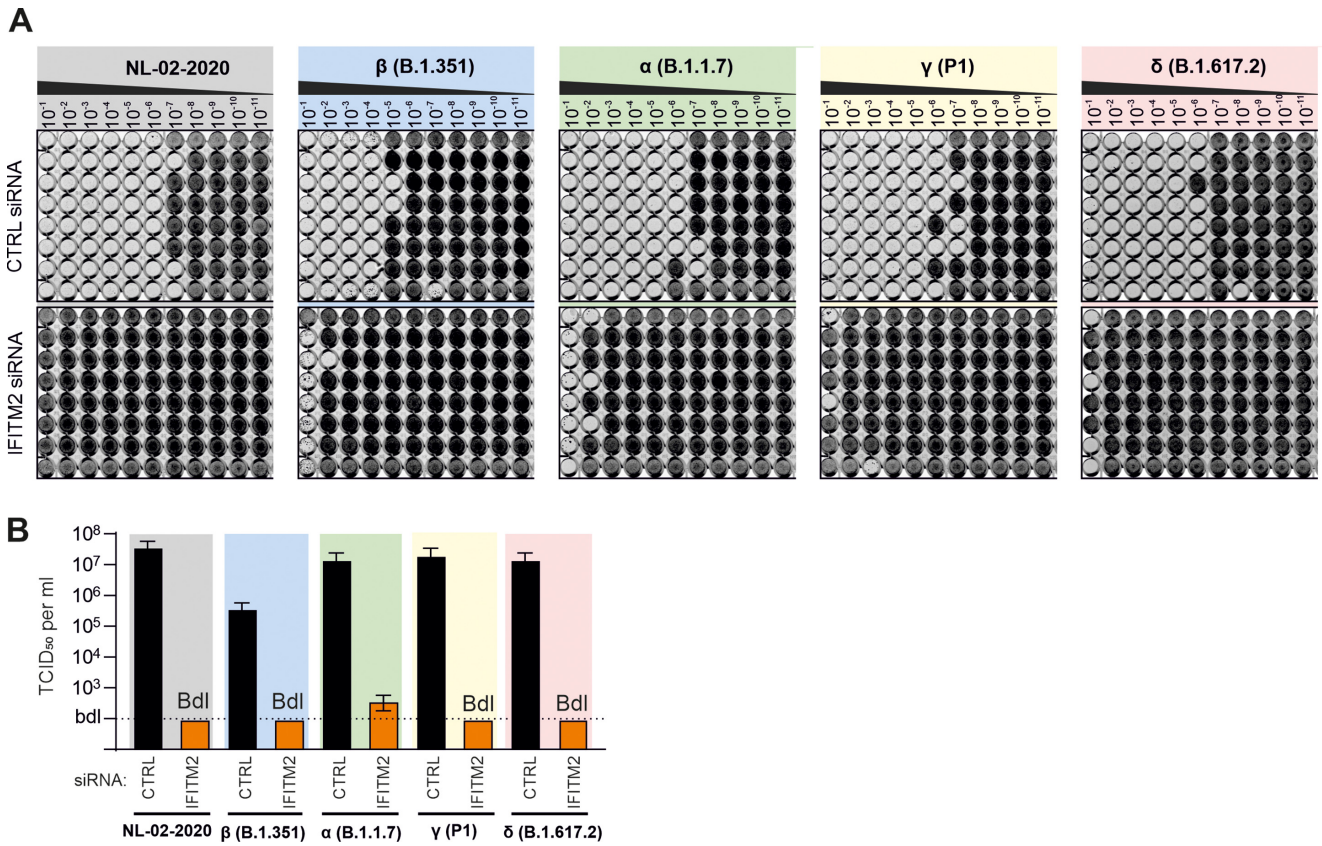 A
NL-02-2020
β (B.1.351)
α (B.1.1.7)
γ (P1)
δ (B.1.617.2)
10⁻¹ 10⁻² 10⁻³ 10⁻⁴ 10⁻⁵ 10⁻⁶ 10⁻⁷ 10⁻⁸ 10⁻⁹ 10⁻¹⁰ 10⁻¹¹
10⁻¹ 10⁻² 10⁻³ 10⁻⁴ 10⁻⁵ 10⁻⁶ 10⁻⁷ 10⁻⁸ 10⁻⁹ 10⁻¹⁰ 10⁻¹¹
10⁻¹ 10⁻² 10⁻³ 10⁻⁴ 10⁻⁵ 10⁻⁶ 10⁻⁷ 10⁻⁸ 10⁻⁹ 10⁻¹⁰ 10⁻¹¹
10⁻¹ 10⁻² 10⁻³ 10⁻⁴ 10⁻⁵ 10⁻⁶ 10⁻⁷ 10⁻⁸ 10⁻⁹ 10⁻¹⁰ 10⁻¹¹
10⁻¹ 10⁻² 10⁻³ 10⁻⁴ 10⁻⁵ 10⁻⁶ 10⁻⁷ 10⁻⁸ 10⁻⁹ 10⁻¹⁰ 10⁻¹¹
CTRL siRNA
IFITM2 siRNA
B
TCID₅₀ per ml
10⁸
10⁷
10⁶
10⁵
10⁴
10³
bdl
Bdl
Bdl
Bdl
Bdl
siRNA:
CTRL IFITM2 CTRL IFITM2 CTRL IFITM2 CTRL IFITM2 CTRL IFITM2
NL-02-2020 β (B.1.351) α (B.1.1.7) γ (P1) δ (B.1.617.2)